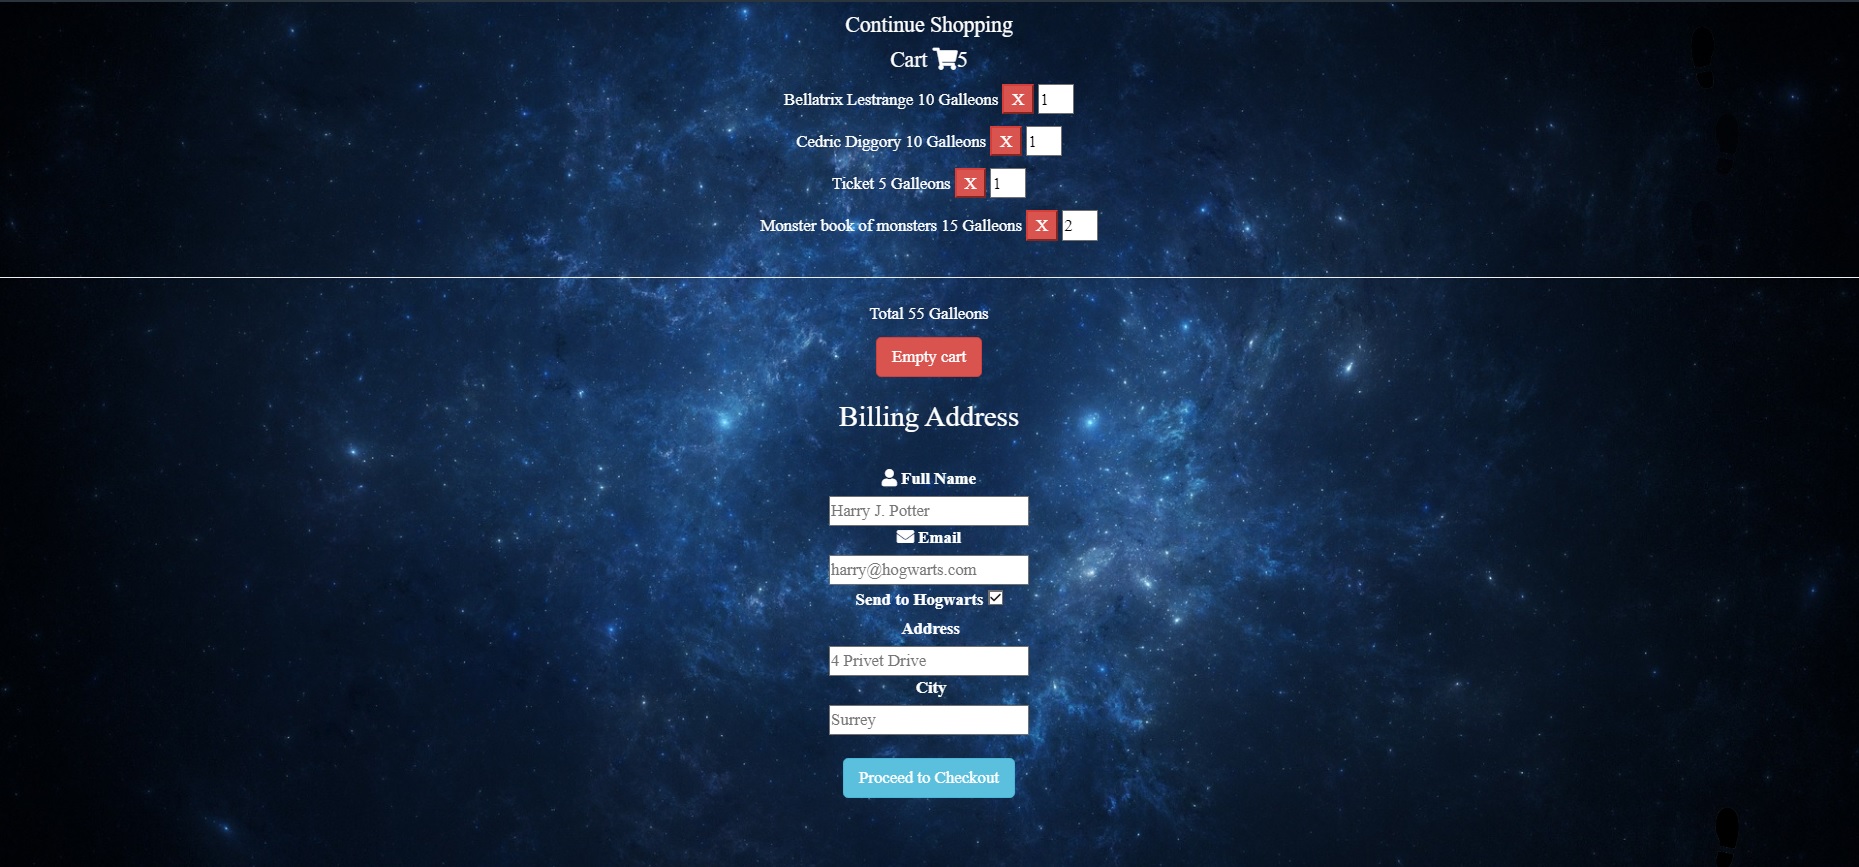 Continue Shopping
Cart 5
Bellatrix Lestrange 10 Galleons X 1
Cedric Diggory 10 Galleons X 1
Ticket 5 Galleons X 1
Monster book of monsters 15 Galleons X 2
Total 55 Galleons
Empty cart
Billing Address
Full Name
Harry J. Potter
Email
harry@hogwarts.com
Send to Hogwarts
Address
4 Privet Drive
City
Surrey
Proceed to Checkout